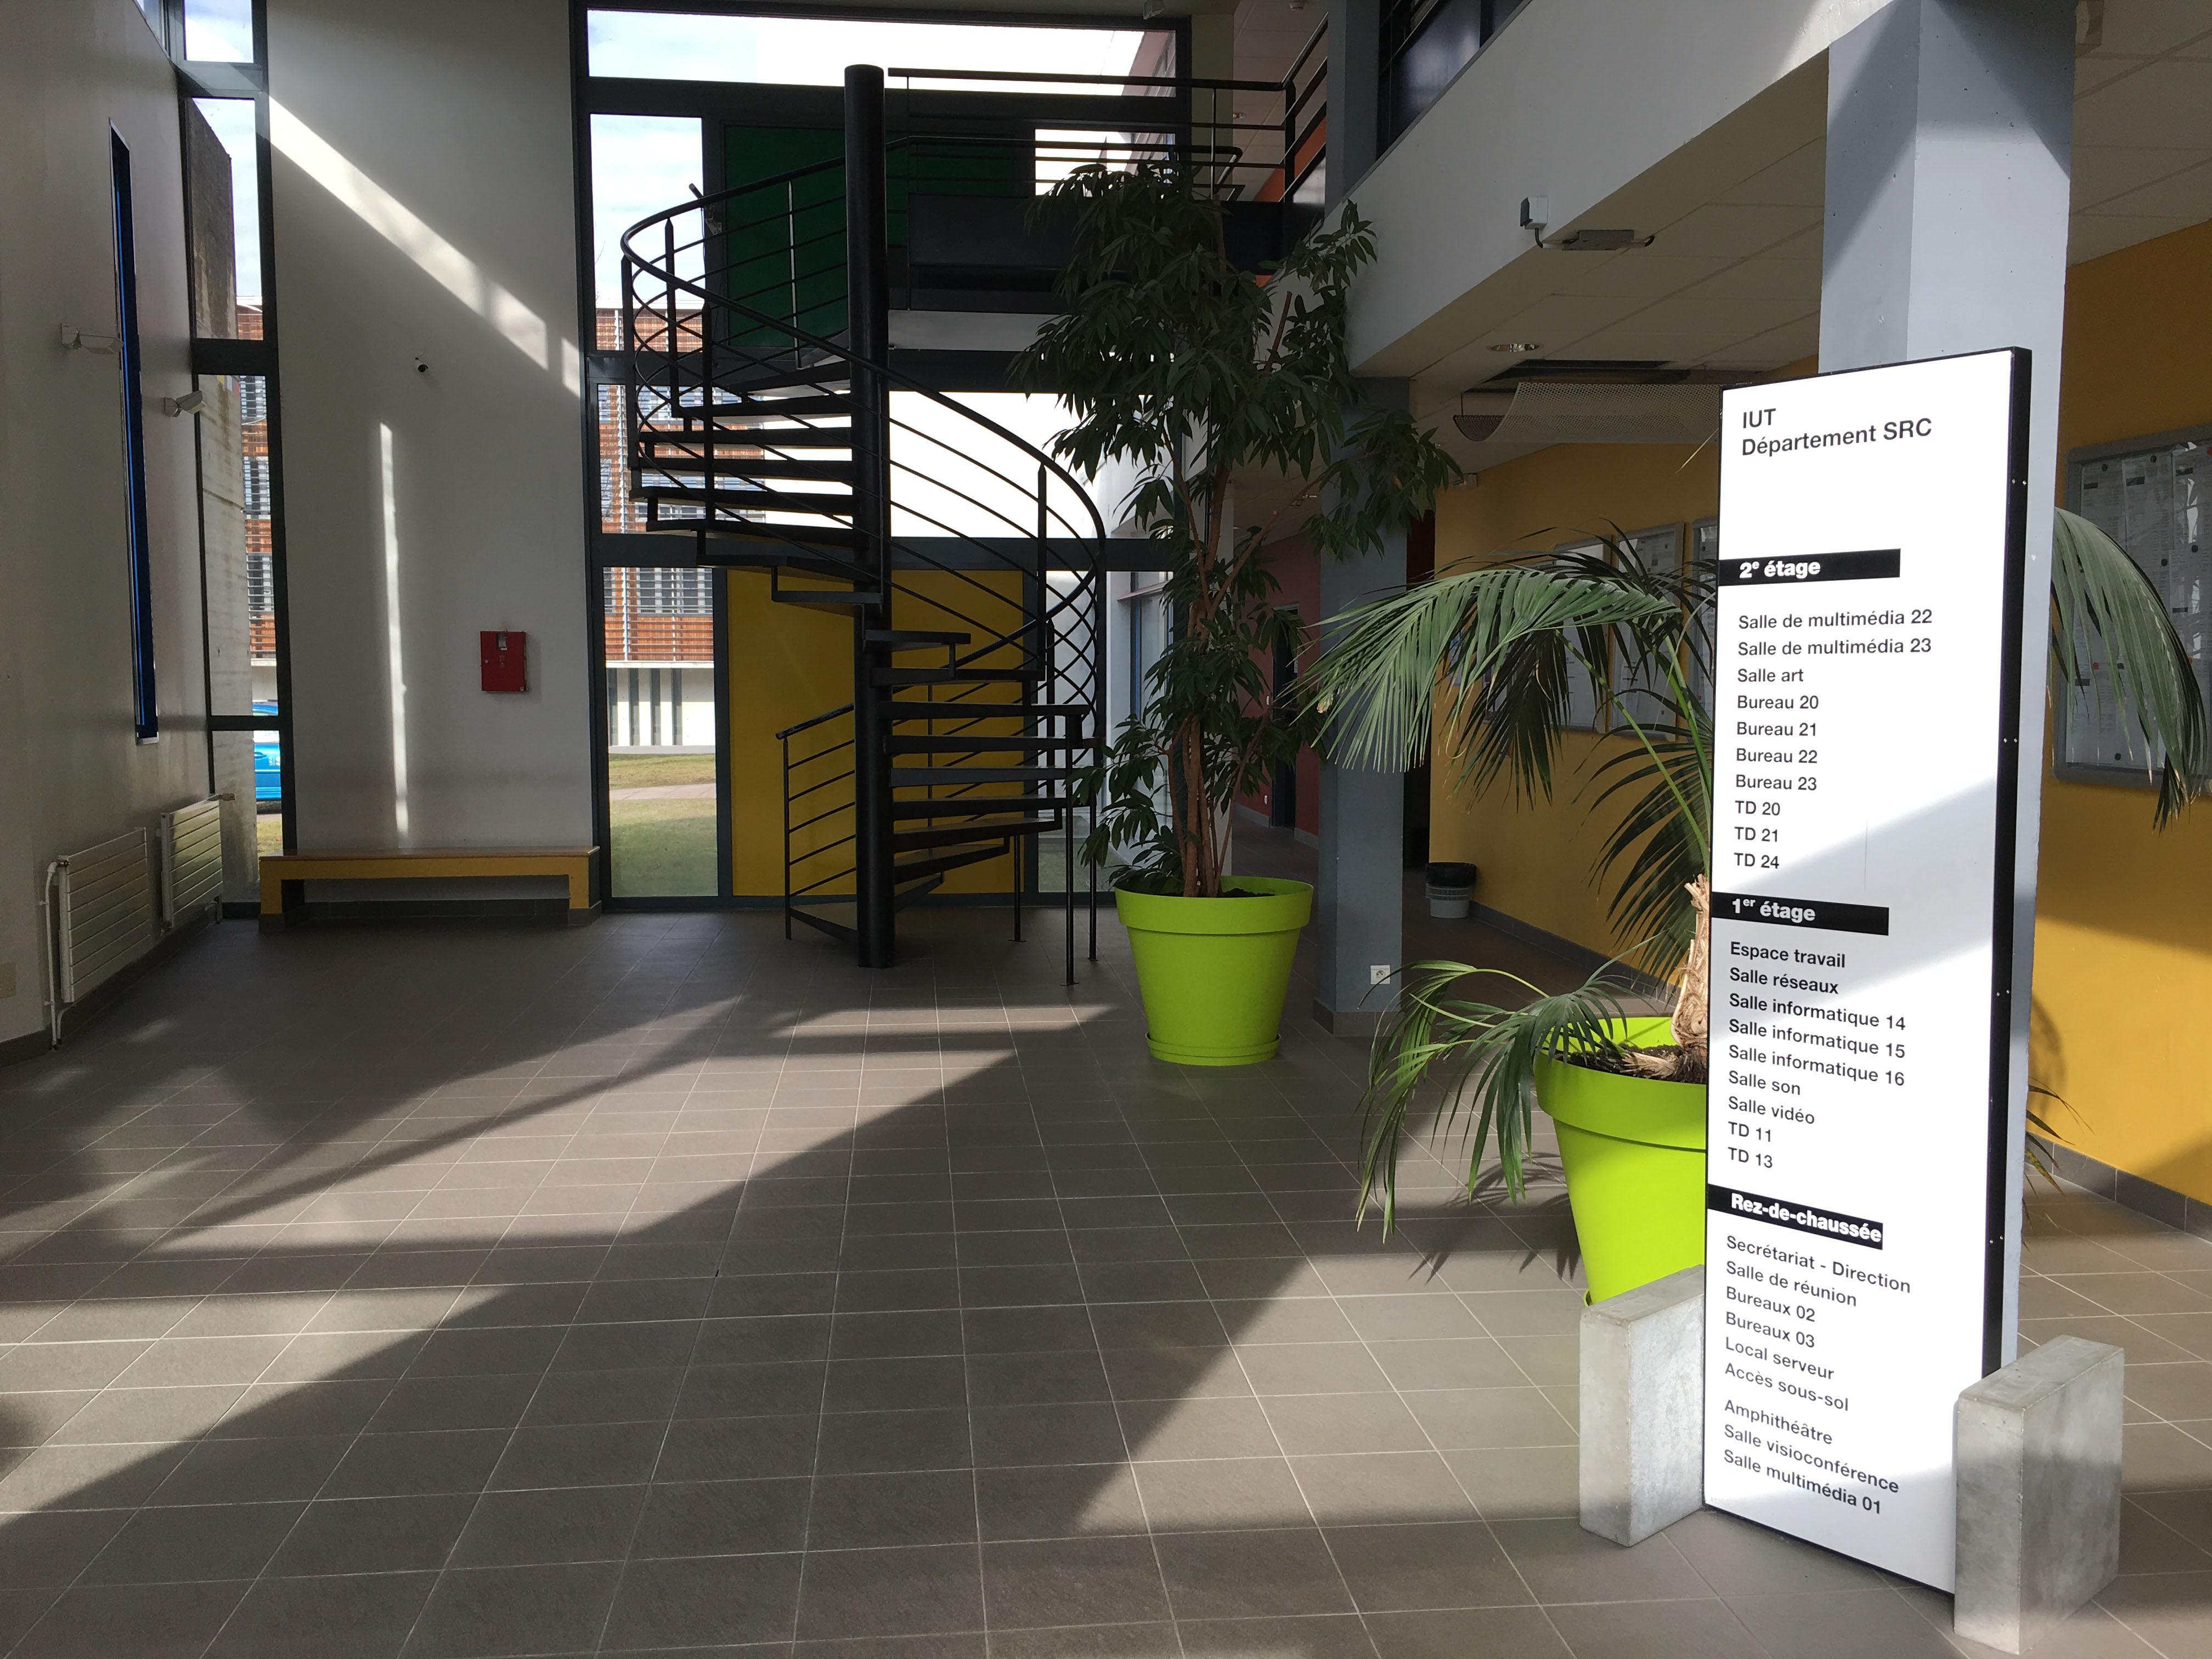 IUT
Département SRC
2e étage
Salle de multimédia 22
Salle de multimédia 23
Salle art
Bureau 20
Bureau 21
Bureau 22
Bureau 23
TD 20
TD 21
TD 24
1er étage
Espace travail
Salle réseaux
Salle informatique 14
Salle informatique 15
Salle informatique 16
Salle son
Salle vidéo
TD 11
TD 13
Rez-de-chaussée
Secrétariat - Direction
Salle de réunion
Bureaux 02
Bureaux 03
Local serveur
Accès sous-sol
Amphithéâtre
Salle visioconférence
Salle multimédia 01